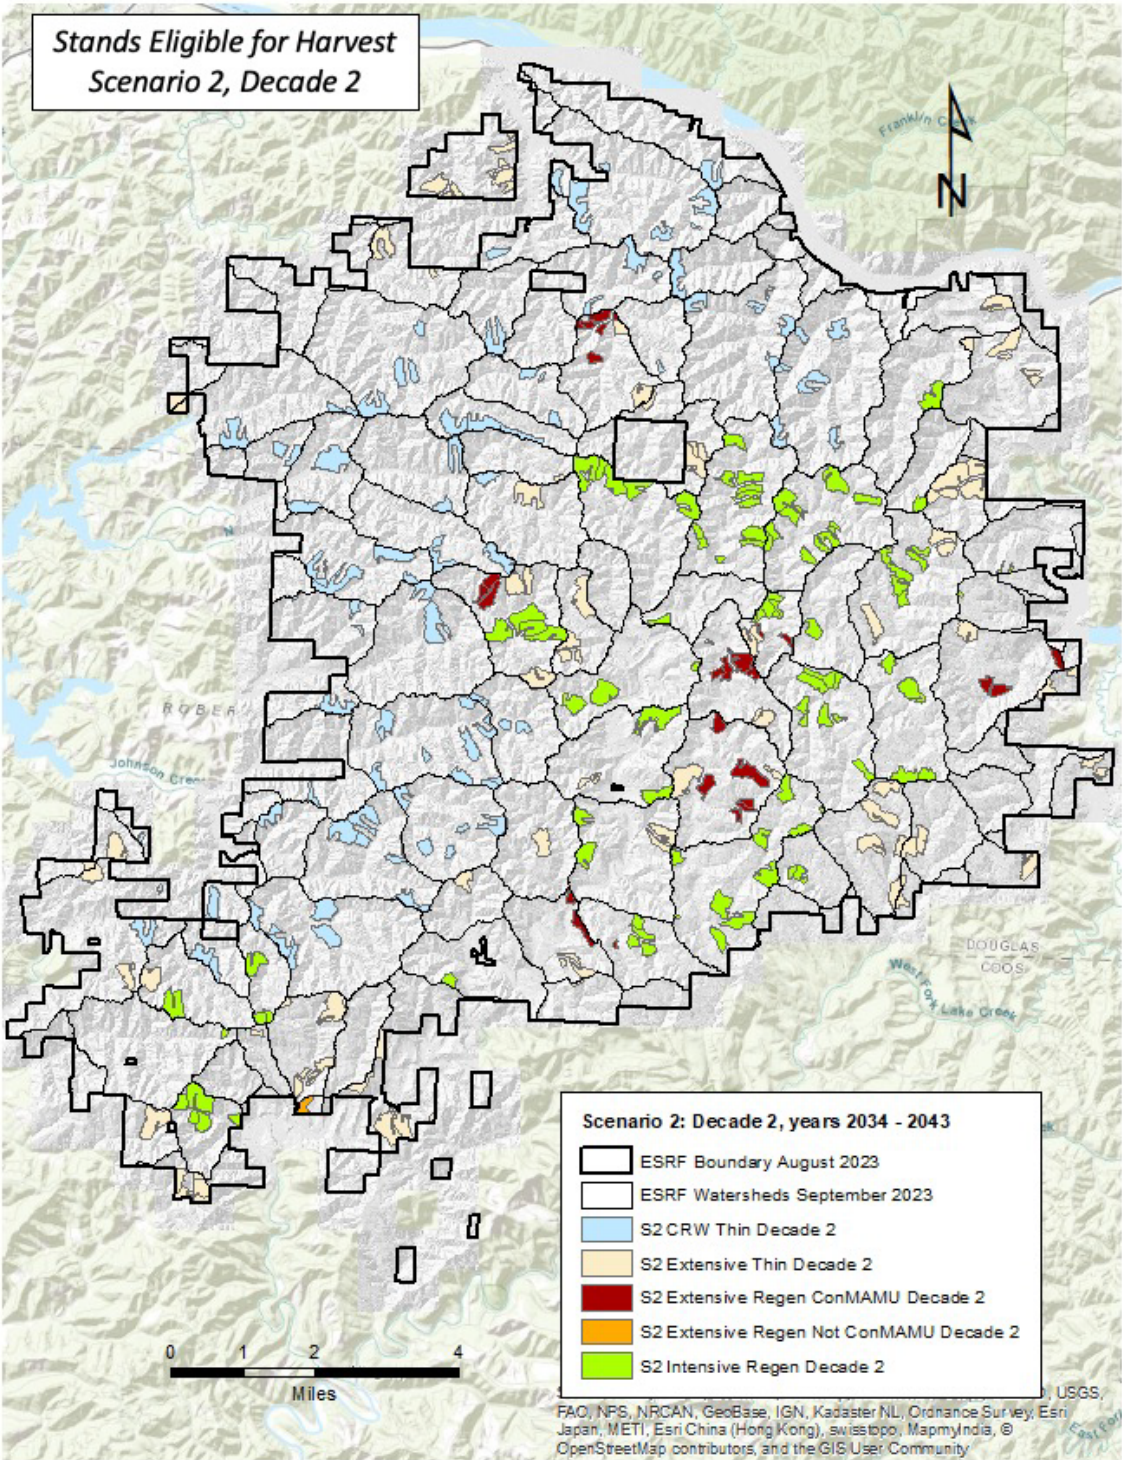 Stands Eligible for Harvest
Scenario 2, Decade 2
Franklin Creek
N
ROBER
Johnson Creek
DOUGLAS
COOS
West Fork Lake Creek
Scenario 2: Decade 2, years 2034 - 2043
ESRF Boundary August 2023
ESRF Watersheds September 2023
S2 CRW Thin Decade 2
S2 Extensive Thin Decade 2
S2 Extensive Regen ConMAMU Decade 2
S2 Extensive Regen Not ConMAMU Decade 2
S2 Intensive Regen Decade 2
0 1 2 4
Miles
, USGS,
FAO, NPS, NRCAN, GeoBase, IGN, Kadaster NL, Ordnance Survey, Esri
Japan, METI, Esri China (Hong Kong), swisstopo, MapmyIndia, ©
OpenStreetMap contributors, and the GIS User Community
East For